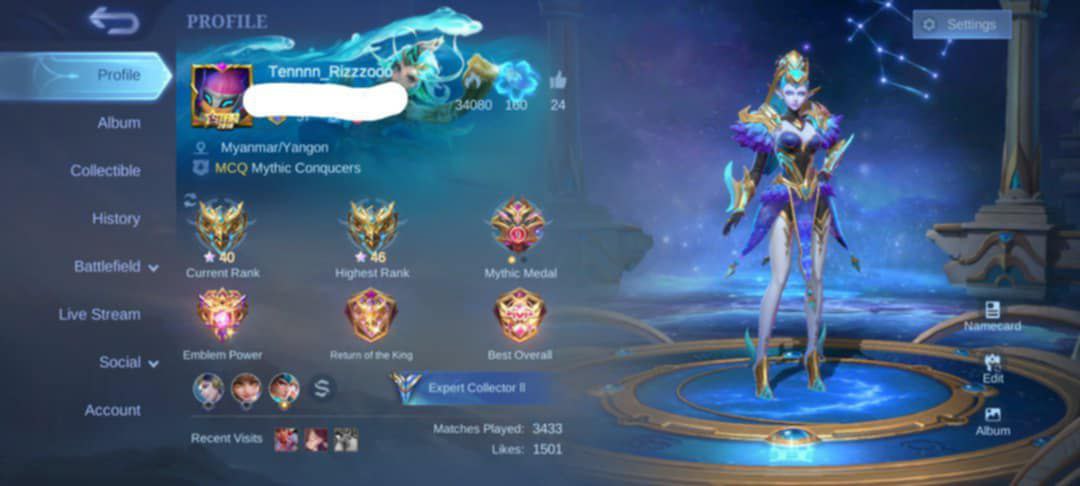 PROFILE
Settings
Profile
Tennnn_Rizzzooo
34080 160 24
Album
Myanmar/Yangon
MCQ Mythic Conqucers
Collectible
History
40
46
Current Rank
Highest Rank
Mythic Medal
Battlefield
Live Stream
Namecard
Emblem Power
Return of the King
Best Overall
Social
Edit
Expert Collector II
Account
Album
Matches Played: 3433
Recent Visits
Likes: 1501